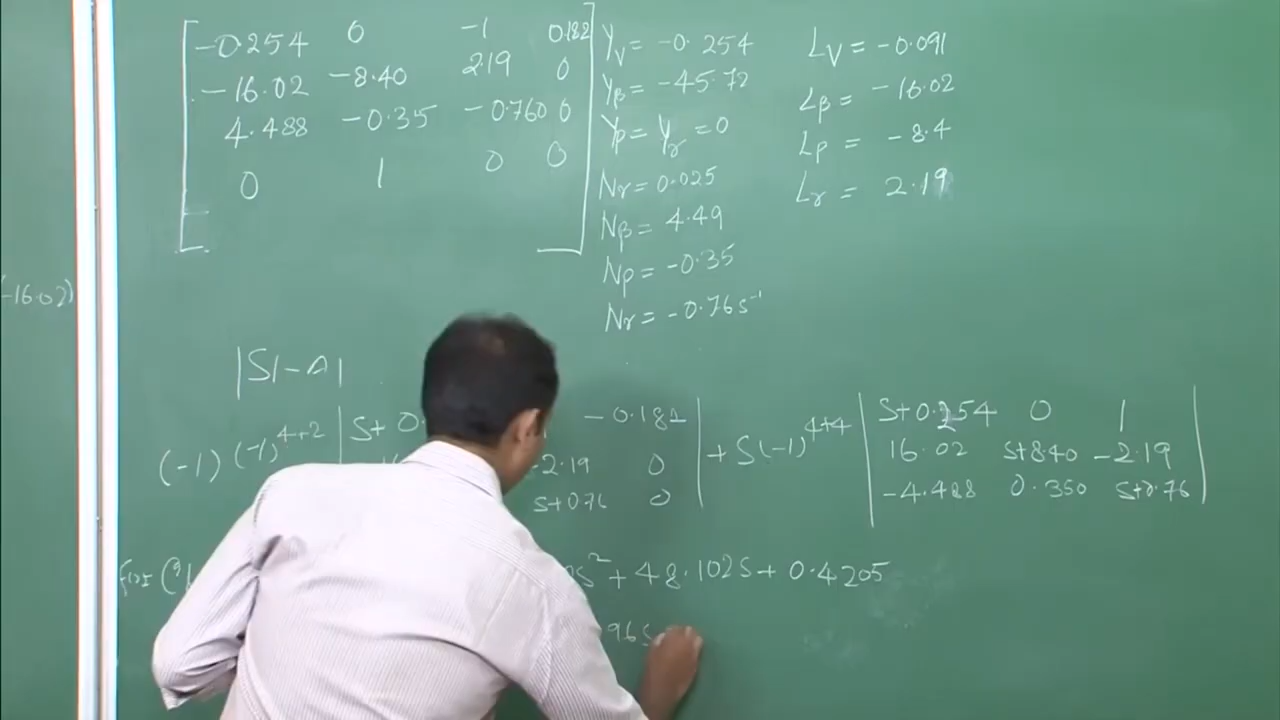 -0.254 0 -1 0.182
-16.02 -8.40 2.19 0
4.488 -0.35 -0.760 0
0 1 0 0
Yv = -0.254
Yβ = -45.72
Yp = Yr = 0
Nr = 0.025
Nβ = 4.49
Np = -0.35
Nr = -0.76 s⁻¹
Lv = -0.091
Lβ = -16.02
Lp = -8.4
Lr = 2.19
-16.02)
|SI-A|
(-1) (-1)⁴⁺² | S+ 0. -0.182 | + S(-1)⁴⁺⁴ | S+0.254 0 1
2.19 0 16.02 S+8.40 -2.19
S+0.76 0 -4.488 0.350 S+0.76 |
for S² + 48.102S + 0.4205
96S